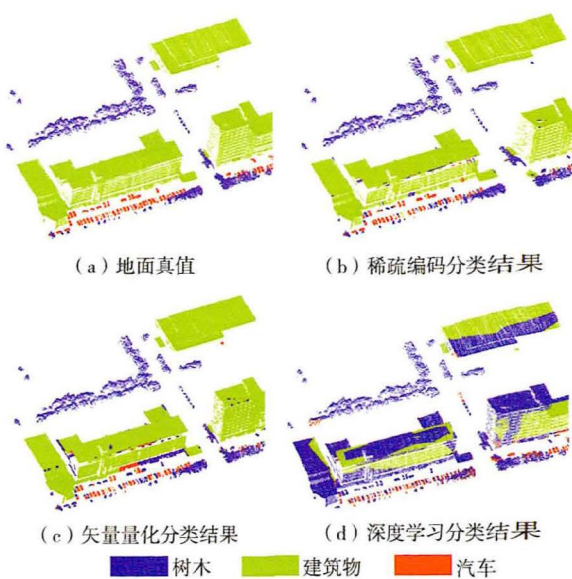 (a)地面真值
(b)稀疏编码分类结果
(c)矢量量化分类结果
(d)深度学习分类结果
树木 建筑物 汽车